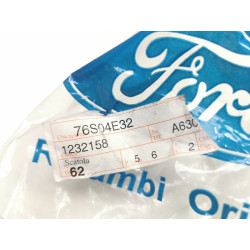 Ford
76S04E32 A630
1232158
Scatola 5 6 2
62
Ricambi Ori